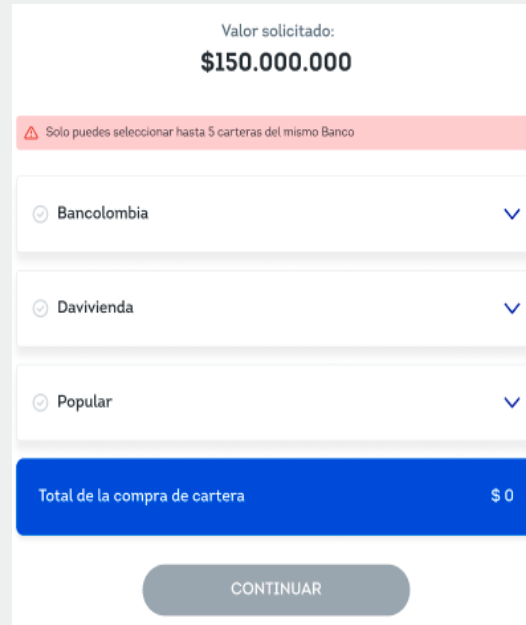 Valor solicitado:
$150.000.000
Solo puedes seleccionar hasta 5 carteras del mismo Banco
Bancolombia
Davivienda
Popular
Total de la compra de cartera $ 0
CONTINUAR